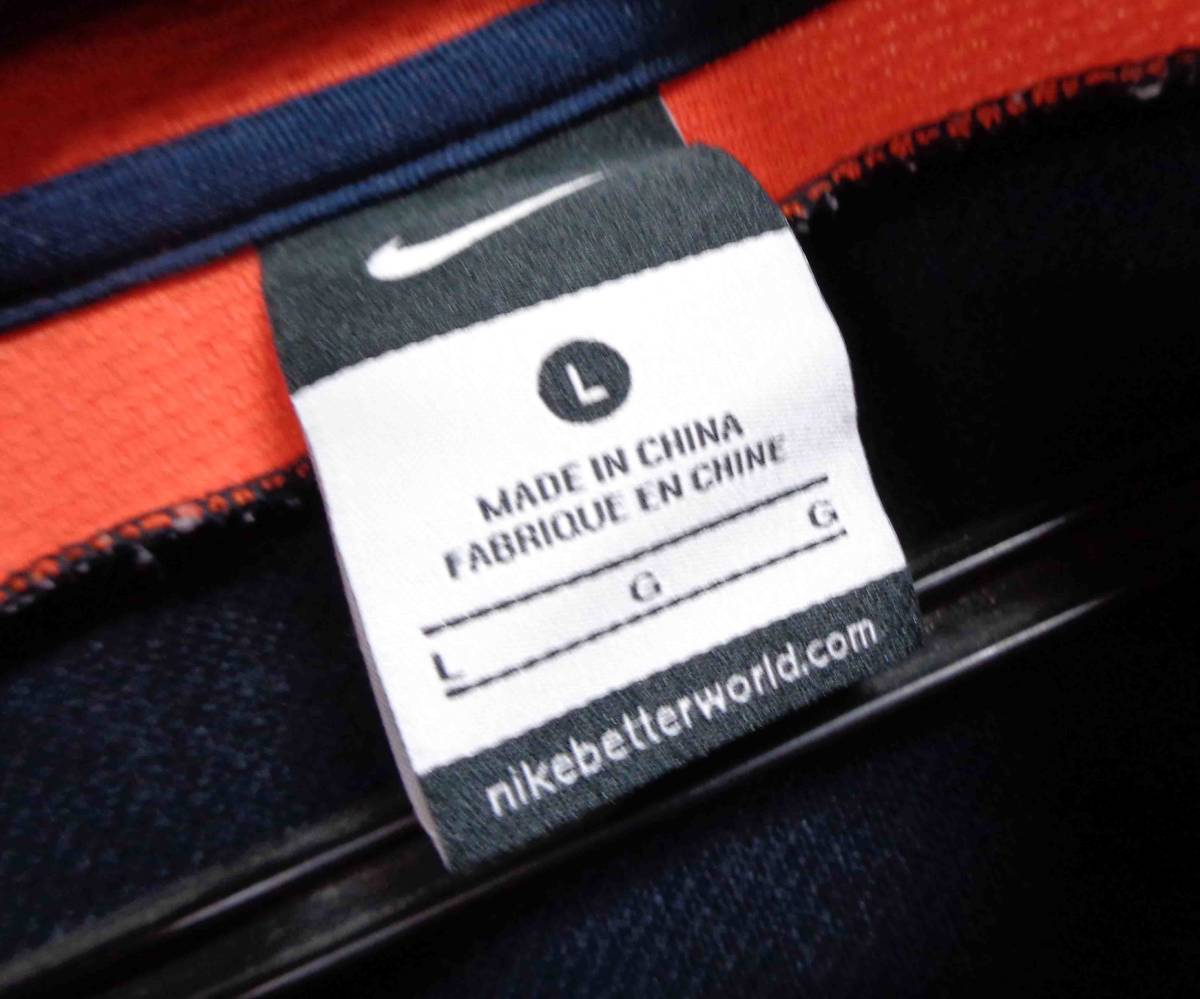 L
MADE IN CHINA
FABRIQUE EN CHINE
L G G
nikebetterworld.com